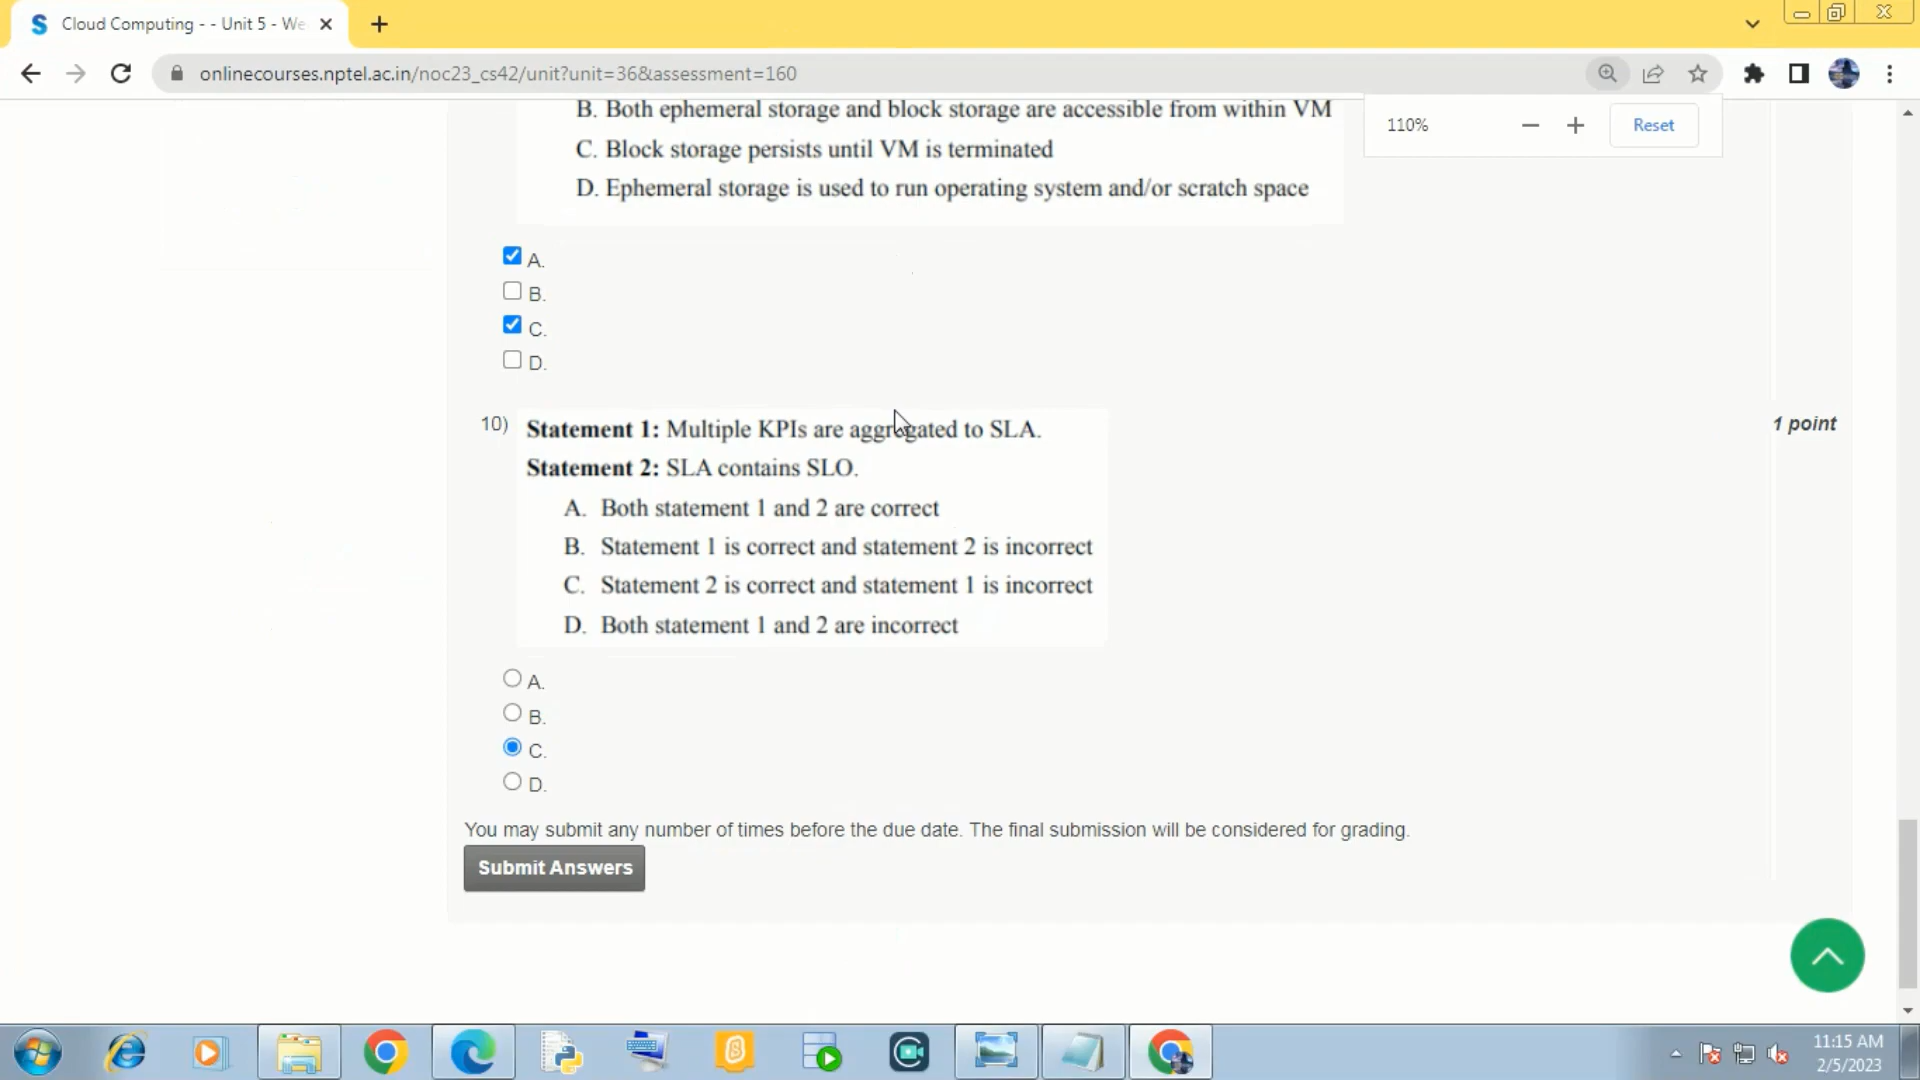 Cloud Computing - - Unit 5 - We
onlinecourses.nptel.ac.in/noc23_cs42/unit?unit=36&assessment=160
110%
Reset
B. Both ephemeral storage and block storage are accessible from within VM
C. Block storage persists until VM is terminated
D. Ephemeral storage is used to run operating system and/or scratch space
A.
B.
C.
D.
10)
Statement 1: Multiple KPIs are aggregated to SLA.
1 point
Statement 2: SLA contains SLO.
A. Both statement 1 and 2 are correct
B. Statement 1 is correct and statement 2 is incorrect
C. Statement 2 is correct and statement 1 is incorrect
D. Both statement 1 and 2 are incorrect
A.
B.
C.
D.
You may submit any number of times before the due date. The final submission will be considered for grading.
Submit Answers
11:15 AM
2/5/2023